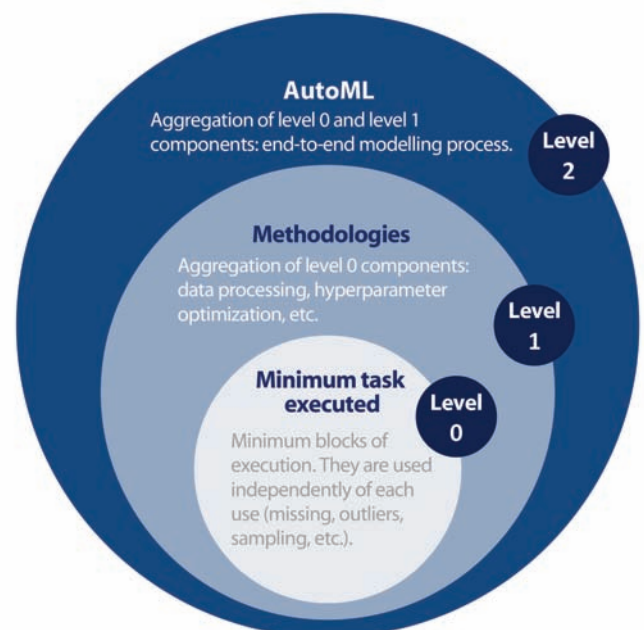 AutoML
Aggregation of level 0 and level 1
components: end-to-end modelling process.
Level
2
Methodologies
Aggregation of level 0 components:
data processing, hyperparameter
optimization, etc.
Level
1
Minimum task
executed
Level
0
Minimum blocks of
execution. They are used
independently of each
use (missing, outliers,
sampling, etc.).